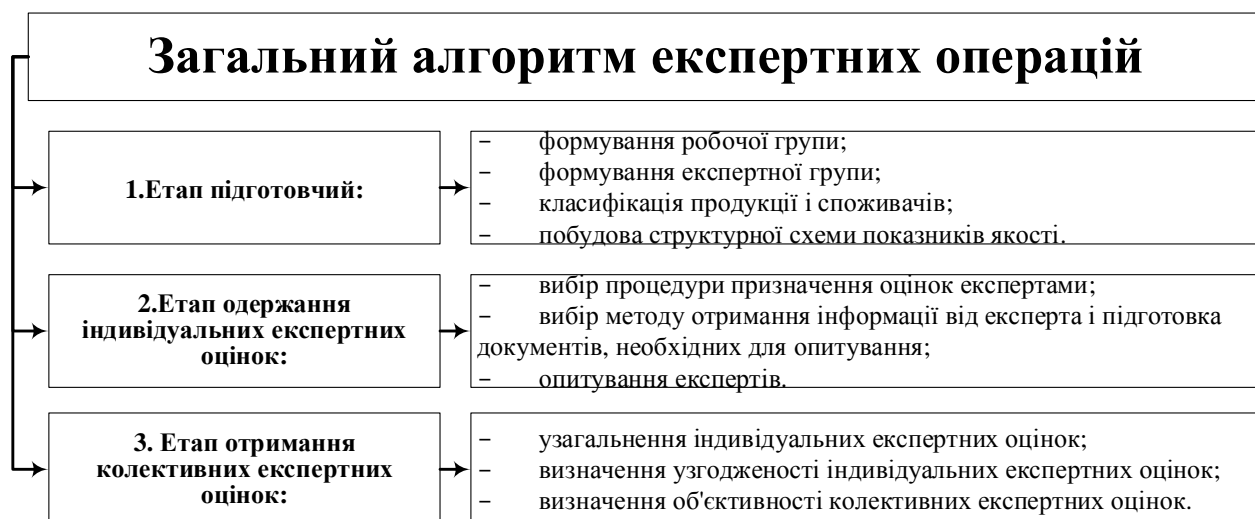 Загальний алгоритм експертних операцій
1.Етап підготовчий:
– формування робочої групи;
– формування експертної групи;
– класифікація продукції і споживачів;
– побудова структурної схеми показників якості.
2.Етап одержання
індивідуальних експертних
оцінок:
– вибір процедури призначення оцінок експертами;
– вибір методу отримання інформації від експерта і підготовка
документів, необхідних для опитування;
– опитування експертів.
3. Етап отримання
колективних експертних
оцінок:
– узагальнення індивідуальних експертних оцінок;
– визначення узгодженості індивідуальних експертних оцінок;
– визначення об'єктивності колективних експертних оцінок.